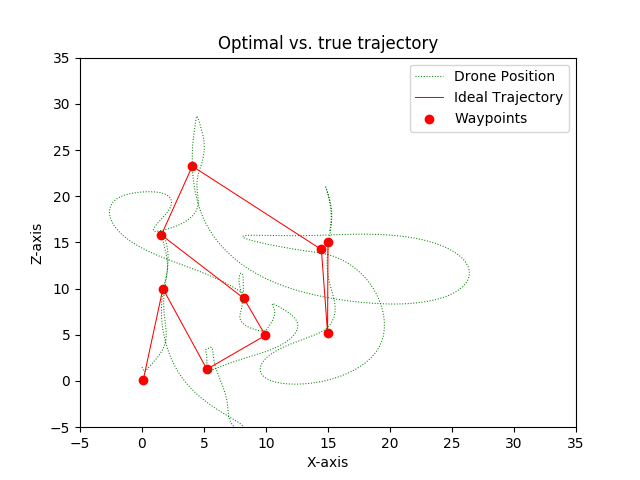 Optimal vs. true trajectory
Drone Position
Ideal Trajectory
Waypoints
35
30
25
20
15
10
5
0
−5
Z-axis
−5 0 5 10 15 20 25 30 35
X-axis